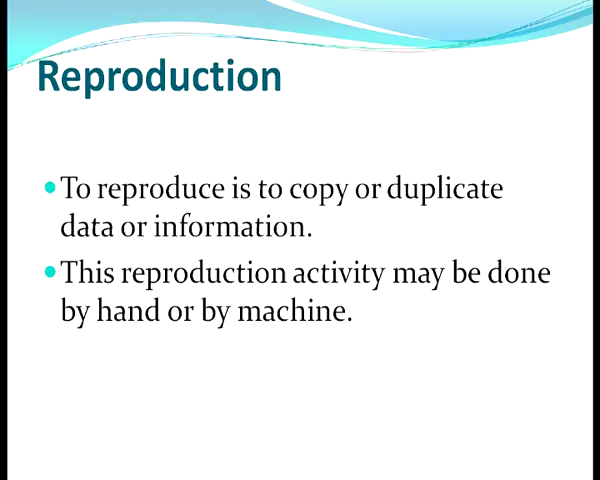 Reproduction
To reproduce is to copy or duplicate
data or information.
This reproduction activity may be done
by hand or by machine.